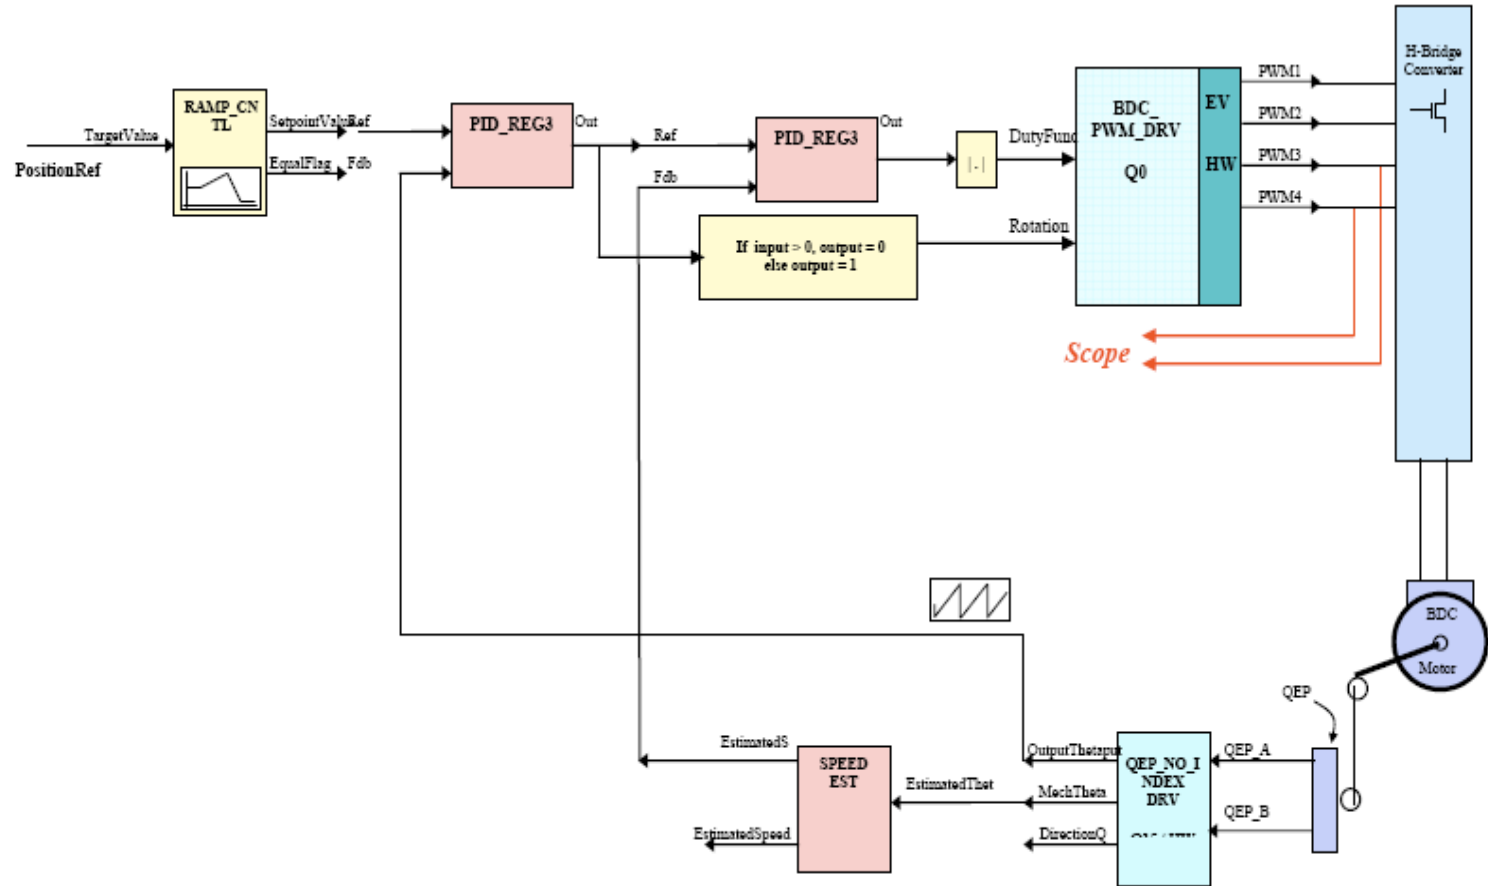 TargetValue
PositionRef
RAMP_CN
TL
SetpointValue
Ref
EqualFlag
Fdb
PID_REG3
Out
Ref
Fdb
PID_REG3
Out
|.|
If input > 0, output = 0
else output = 1
DutyFunc
Rotation
BDC_
PWM_DRV
Q0
EV
HW
PWM1
PWM2
PWM3
PWM4
H-Bridge
Converter
Scope
BDC
Motor
QEP
QEP_A
QEP_B
QEP_NO_I
NDEX
DRV
OutputThetaput
MechTheta
DirectionQ
EstimatedThet
SPEED
EST
EstimatedS
EstimatedSpeed